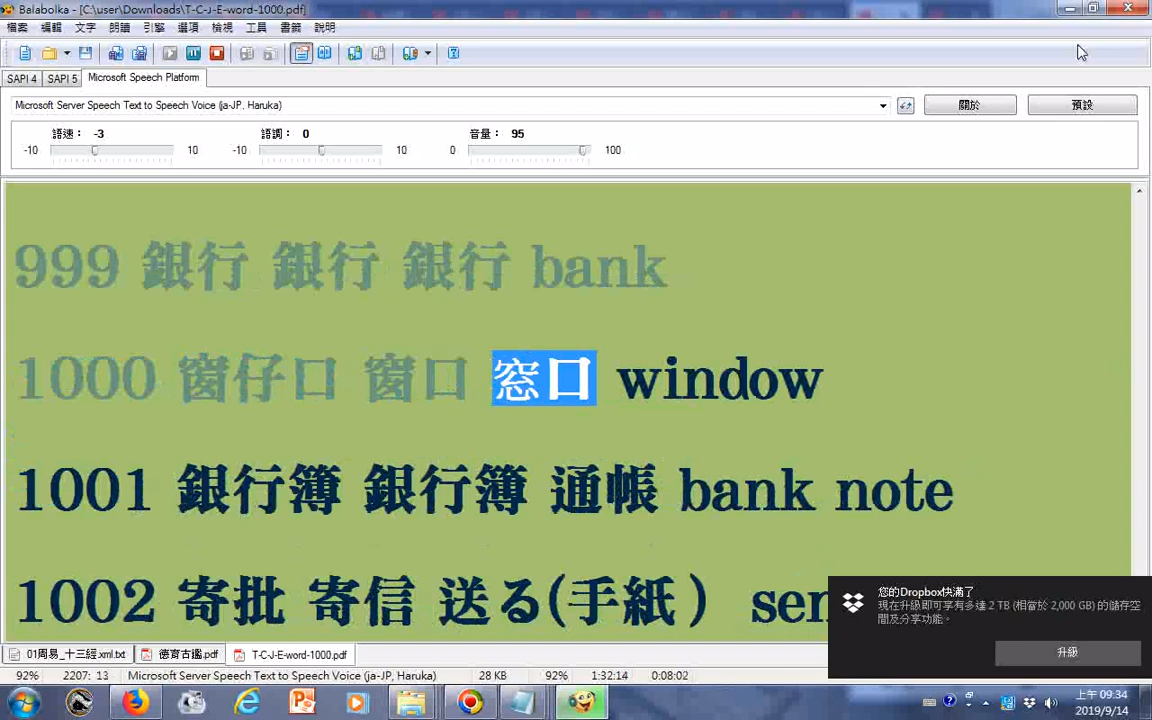 Balabolka - [C:\user\Downloads\T-C-J-E-word-1000.pdf]
檔案 編輯 文字 朗讀 引擎 選項 檢視 工具 書籤 說明
SAPI 4 SAPI 5 Microsoft Speech Platform
Microsoft Server Speech Text to Speech Voice (ja-JP, Haruka) 關於 預設
語速： -3 語調： 0 音量： 95
-10 10 -10 10 0 100
999 銀行 銀行 銀行 bank
1000 窗仔口 窗口 窓口 window
1001 銀行簿 銀行簿 通帳 bank note
1002 寄批 寄信 送る(手紙） sen
您的Dropbox快滿了
現在升級即可享有多達 2 TB (相當於 2,000 GB) 的儲存空
間及分享功能。
升級
01周易_十三經.xml.txt 德育古鑑.pdf T-C-J-E-word-1000.pdf
92% 2207: 13 Microsoft Server Speech Text to Speech Voice (ja-JP, Haruka) 28 KB 92% 1:32:14 0:08:02
上午 09:34
2019/9/14